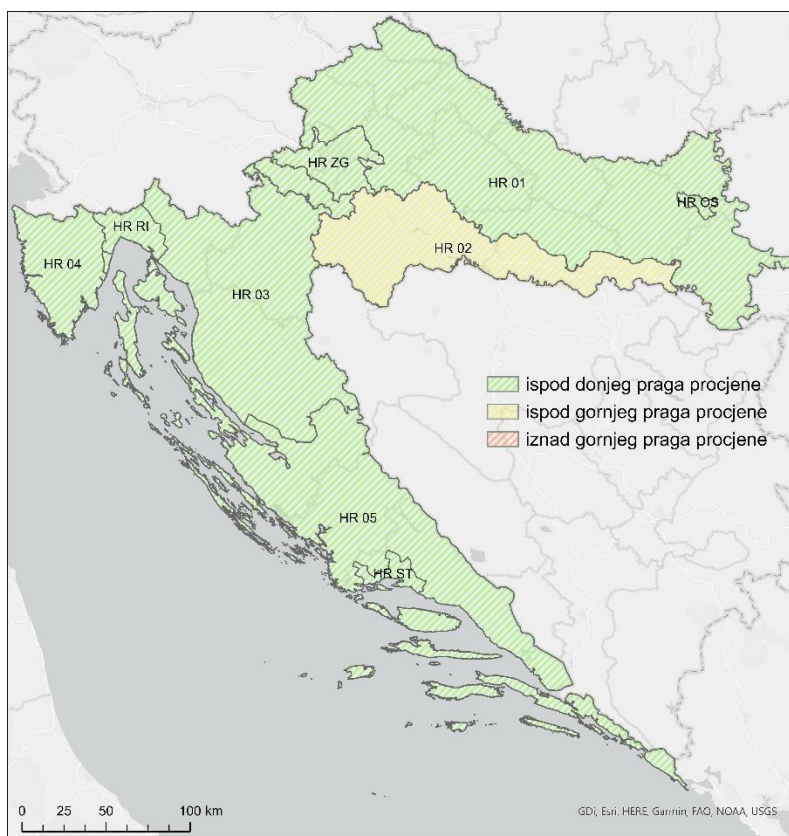 HR ZG
HR 01
HR OS
HR RI
HR 02
HR 04
HR 03
ispod donjeg praga procjene
ispod gornjeg praga procjene
iznad gornjeg praga procjene
HR 05
HR ST
0 25 50 100 km
GDi, Esri, HERE, Garmin, FAO, NOAA, USGS